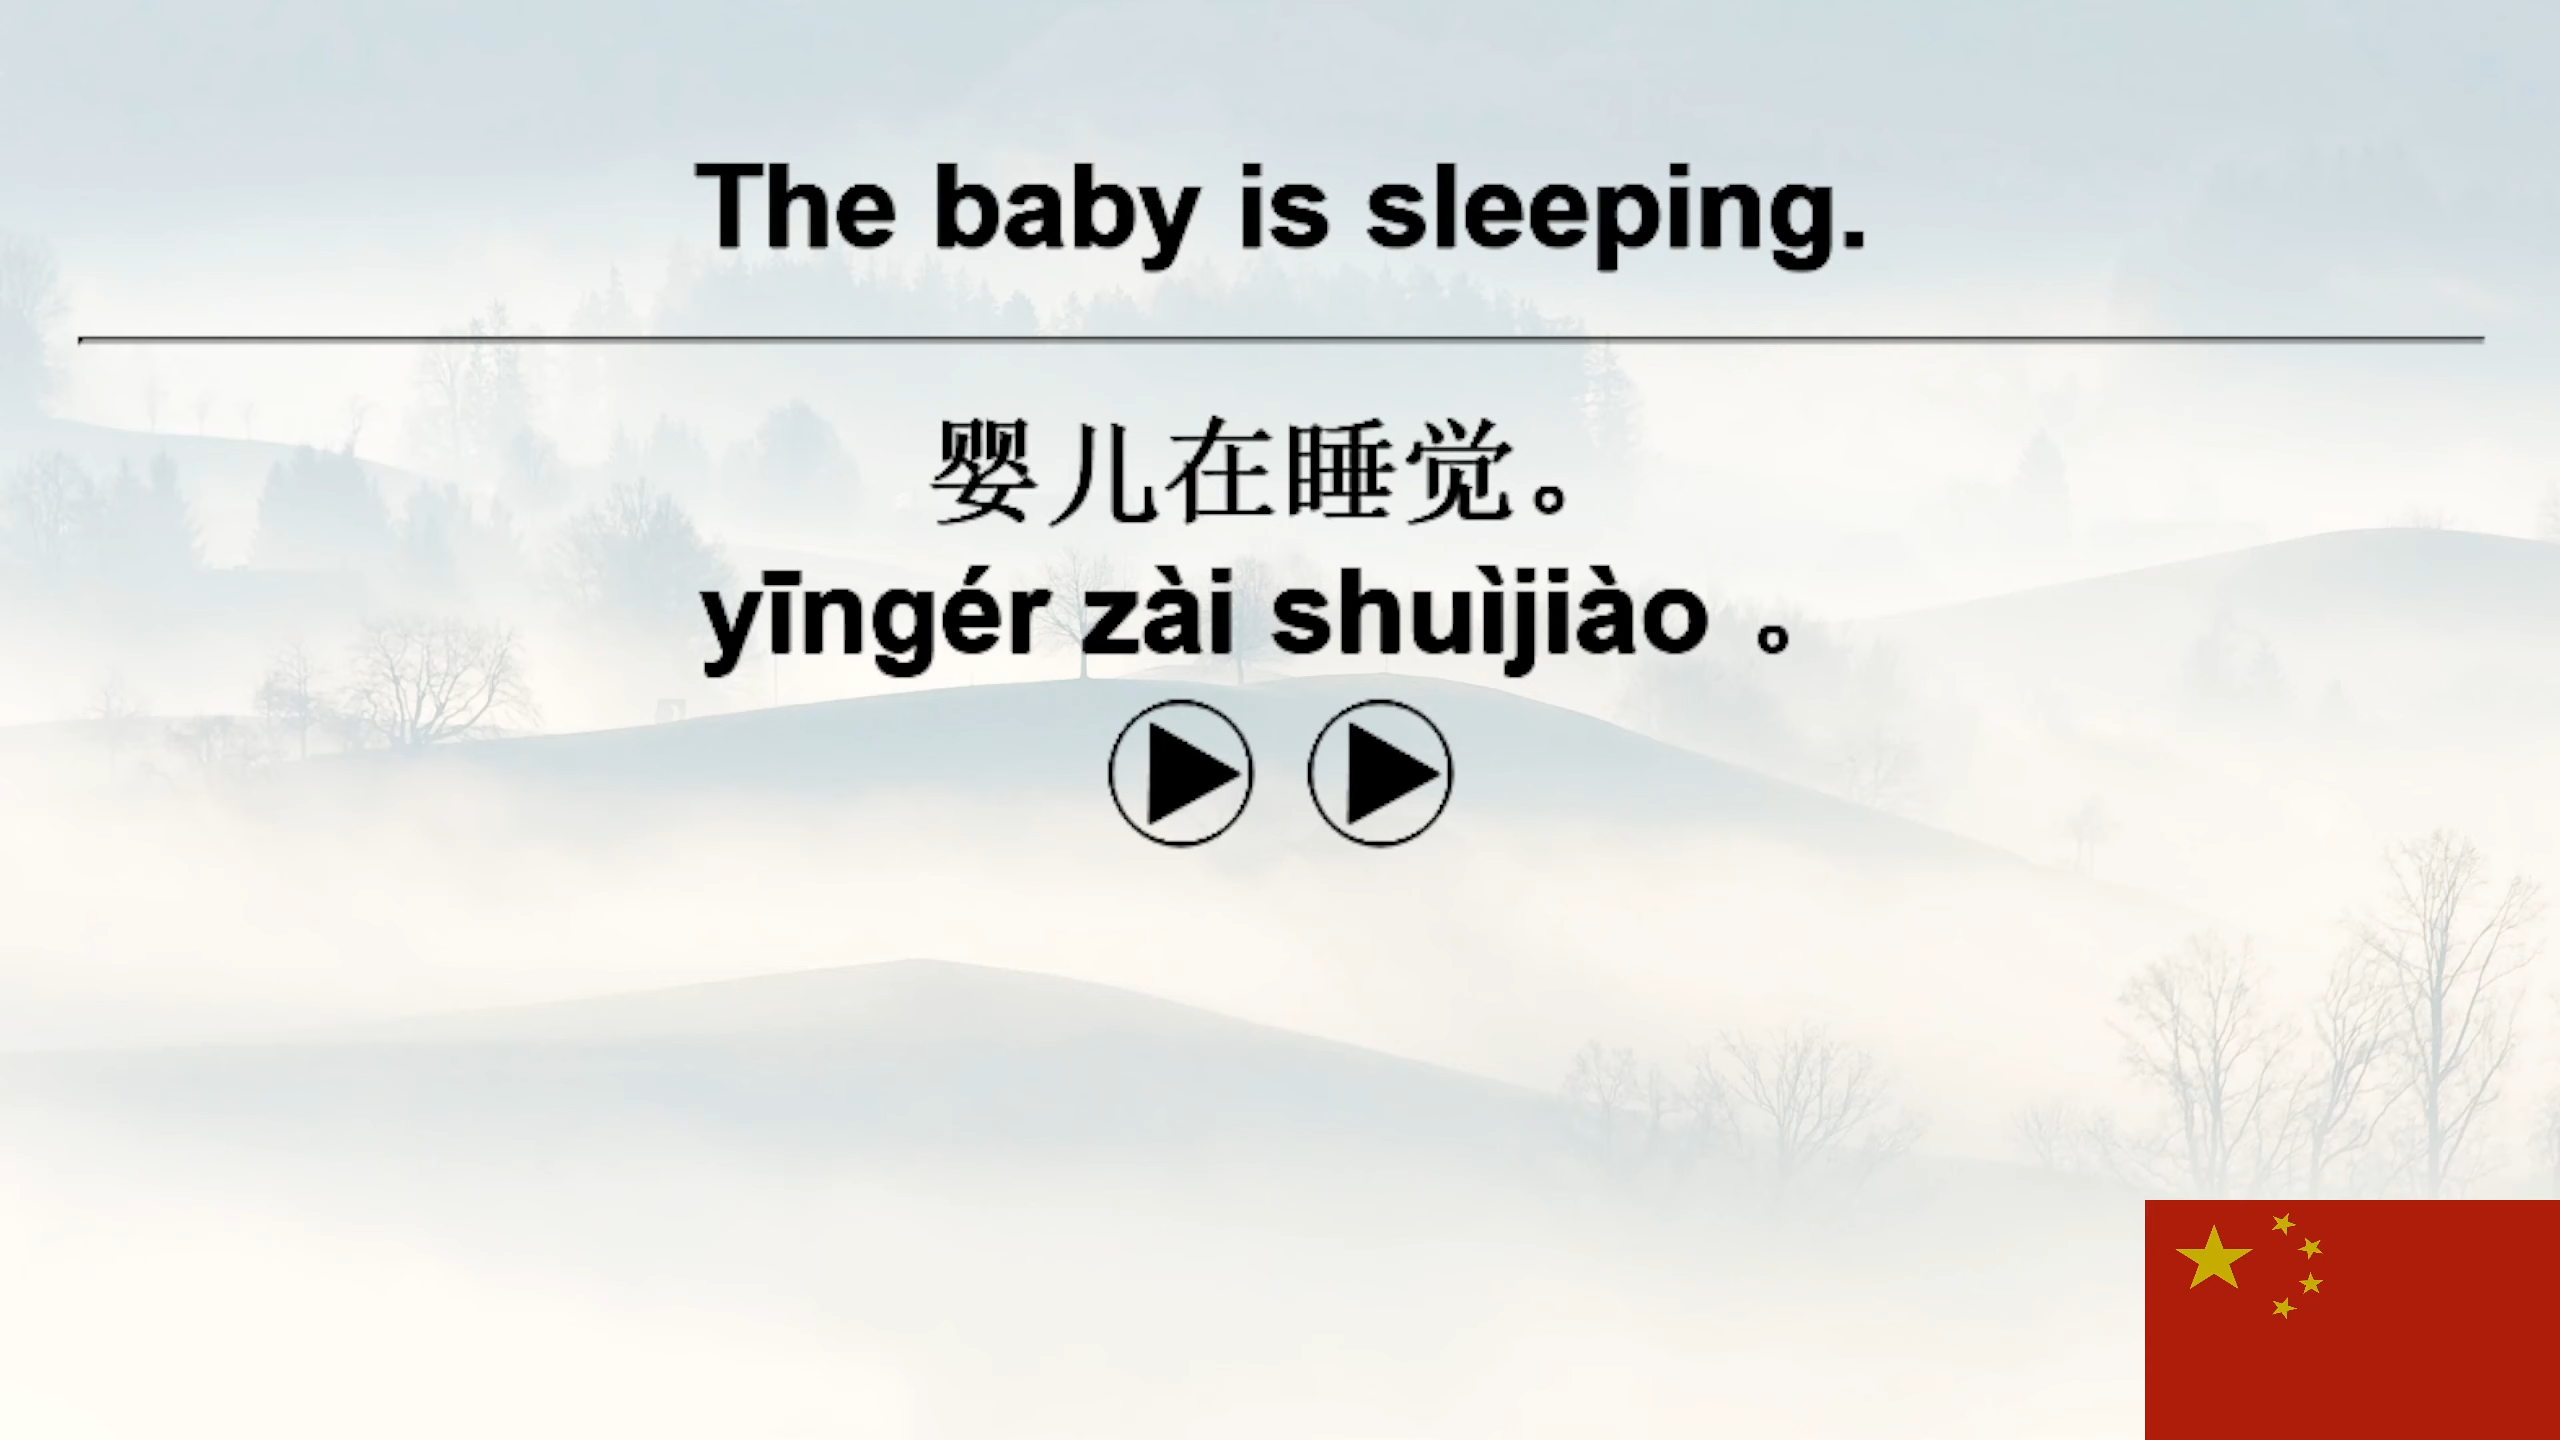 The baby is sleeping.
婴儿在睡觉。
yīngér zài shuìjiào 。